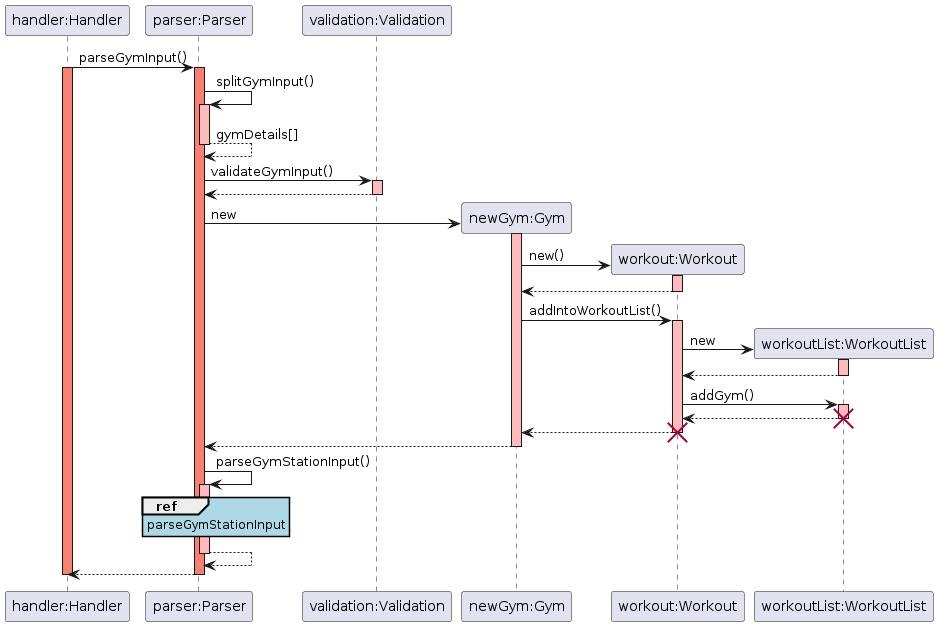 handler:Handler
parser:Parser
validation:Validation
parseGymInput()
splitGymInput()
gymDetails[]
validateGymInput()
new
newGym:Gym
new()
workout:Workout
addIntoWorkoutList()
new
workoutList:WorkoutList
addGym()
parseGymStationInput()
ref
parseGymStationInput
handler:Handler
parser:Parser
validation:Validation
newGym:Gym
workout:Workout
workoutList:WorkoutList